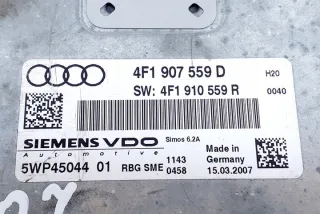 4F1 907 559 D
SW: 4F1 910 559 R
H20
0040
SIEMENS VDO
Automotive
Simos 6.2A
5WP45044 01
RBG SME
1143
0458
Made in
Germany
15.03.2007